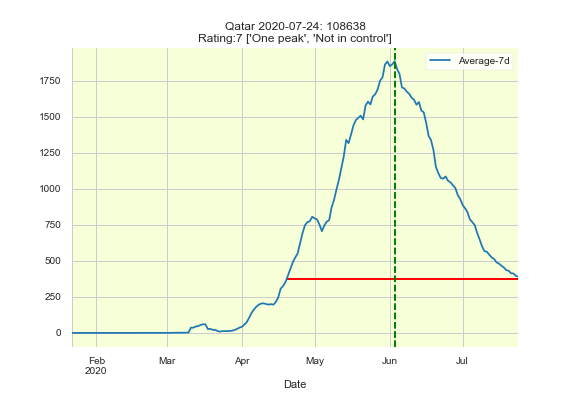 Qatar 2020-07-24: 108638
Rating:7 ['One peak', 'Not in control']
Average-7d
1750
1500
1250
1000
750
500
250
0
Feb
2020
Mar
Apr
May
Jun
Jul
Date